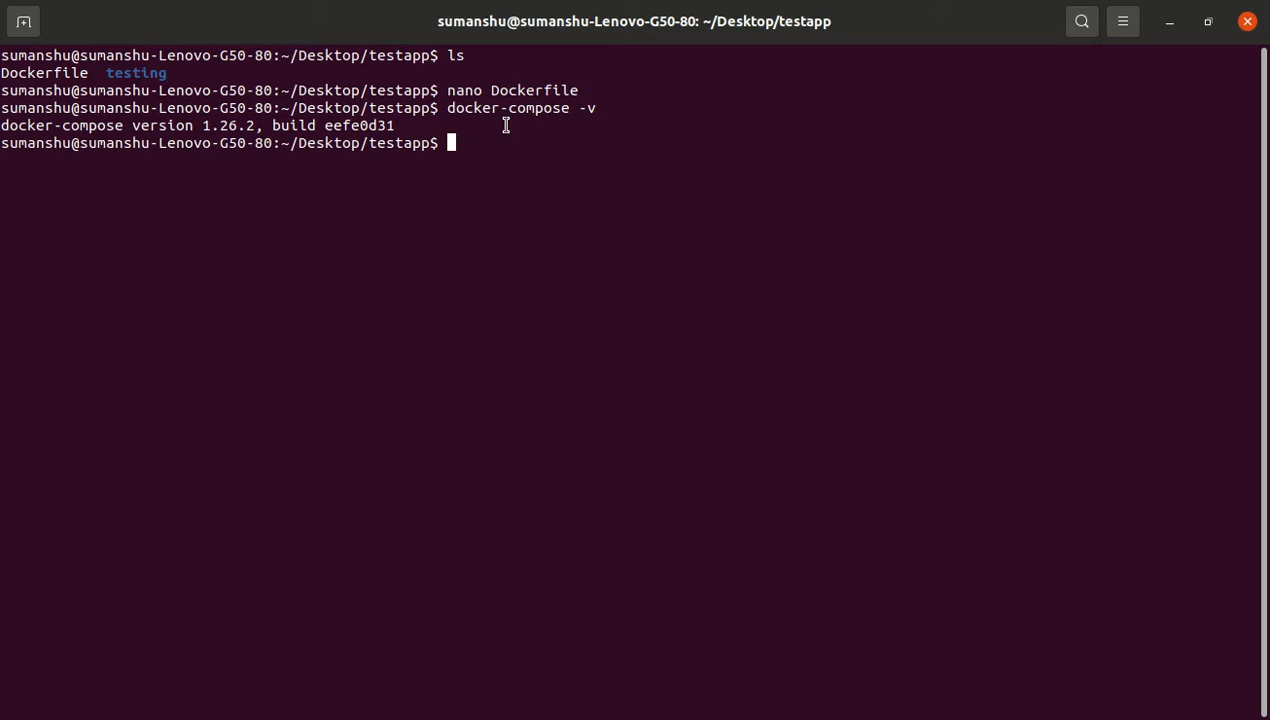 sumanshu@sumanshu-Lenovo-G50-80: ~/Desktop/testapp
sumanshu@sumanshu-Lenovo-G50-80:~/Desktop/testapp$ ls
Dockerfile  testing
sumanshu@sumanshu-Lenovo-G50-80:~/Desktop/testapp$ nano Dockerfile
sumanshu@sumanshu-Lenovo-G50-80:~/Desktop/testapp$ docker-compose -v
docker-compose version 1.26.2, build eefe0d31
sumanshu@sumanshu-Lenovo-G50-80:~/Desktop/testapp$